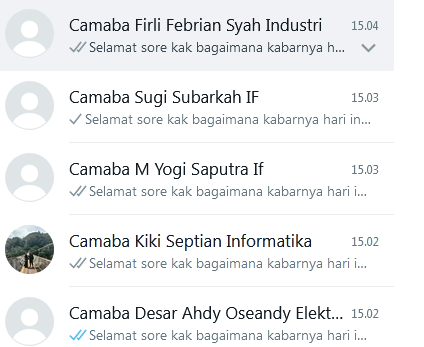 Camaba Firli Febrian Syah Industri 15.04
Selamat sore kak bagaimana kabarnya h...
Camaba Sugi Subarkah IF 15.03
Selamat sore kak bagaimana kabarnya hari in...
Camaba M Yogi Saputra If 15.03
Selamat sore kak bagaimana kabarnya hari i...
Camaba Kiki Septian Informatika 15.02
Selamat sore kak bagaimana kabarnya hari i...
Camaba Desar Ahdy Oseandy Elekt... 15.02
Selamat sore kak bagaimana kabarnya hari i...